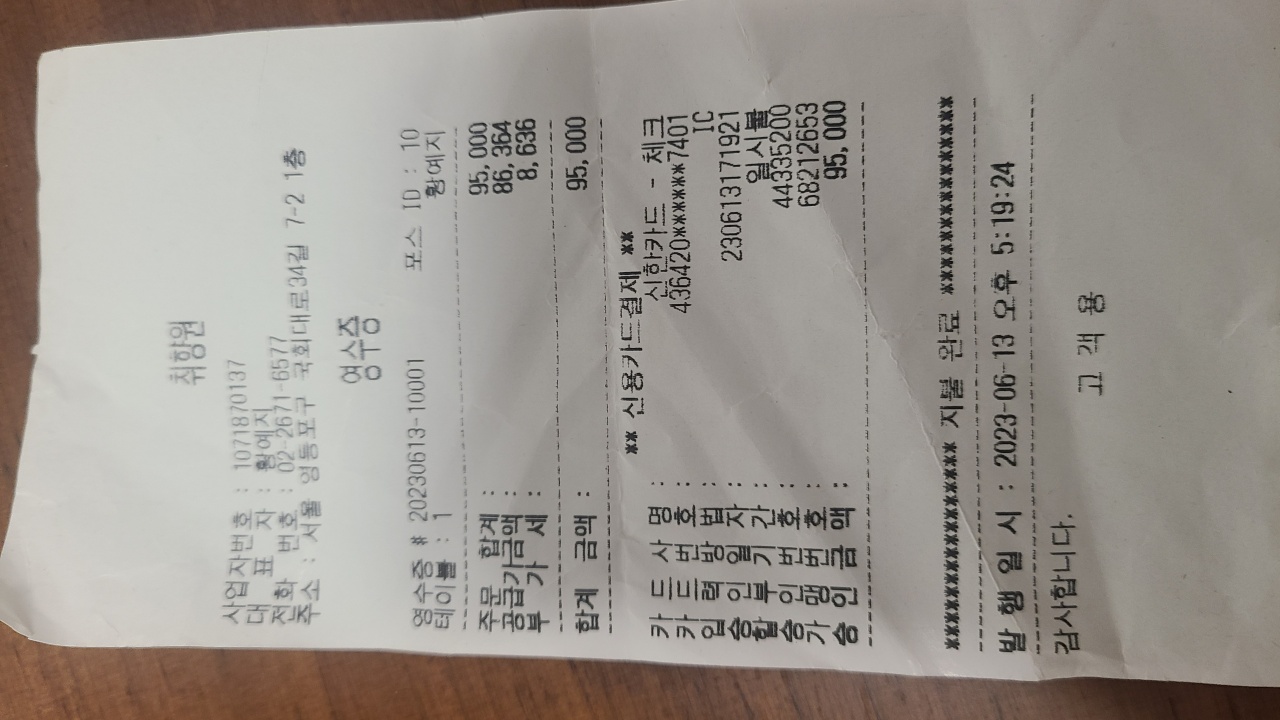 취향원
사업자번호 : 1071870137
대 표 자 : 황예지
전화 번호 : 02-2671-6577
주소 : 서울 영등포구 국회대로34길 7-2 1층
영수증
영수증 # 20230613-10001 포스 ID : 10
테이블 : 1 황예지
주문 합계 : 95,000
공급가금액 : 86,364
부 가 세 : 8,636
합계 금액 : 95,000
** 신용카드결제 **
카 드 사 명 : 신한카드 - 체크
카 드 번 호 : 436420******7401
입 력 방 법 : IC
승 인 일 자 : 230613171921
할 부 기 간 : 일시불
승 인 번 호 : 44335200
가 맹 번 호 : 68212653
승 인 금 액 : 95,000
****************** 지불 완료 ******************
발 행 일 시 : 2023-06-13 오후 5:19:24
감사합니다.
고 객 용